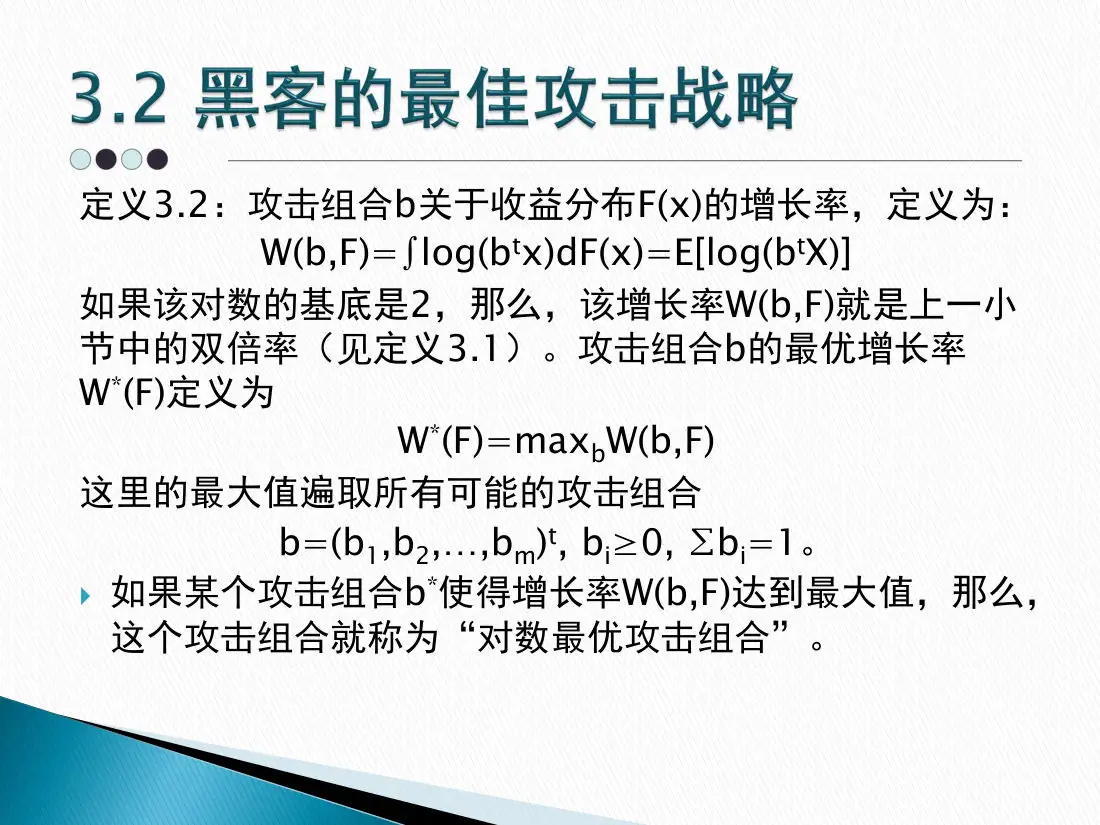 3.2 黑客的最佳攻击战略
定义3.2：攻击组合b关于收益分布F(x)的增长率，定义为：
W(b,F)=∫log(bᵗx)dF(x)=E[log(bᵗX)]
如果该对数的基底是2，那么，该增长率W(b,F)就是上一小
节中的双倍率（见定义3.1）。攻击组合b的最优增长率
W*(F)定义为
W*(F)=max_bW(b,F)
这里的最大值遍取所有可能的攻击组合
b=(b₁,b₂,…,bₘ)ᵗ, bᵢ≥0, ∑bᵢ=1。
如果某个攻击组合b*使得增长率W(b,F)达到最大值，那么，
这个攻击组合就称为“对数最优攻击组合”。